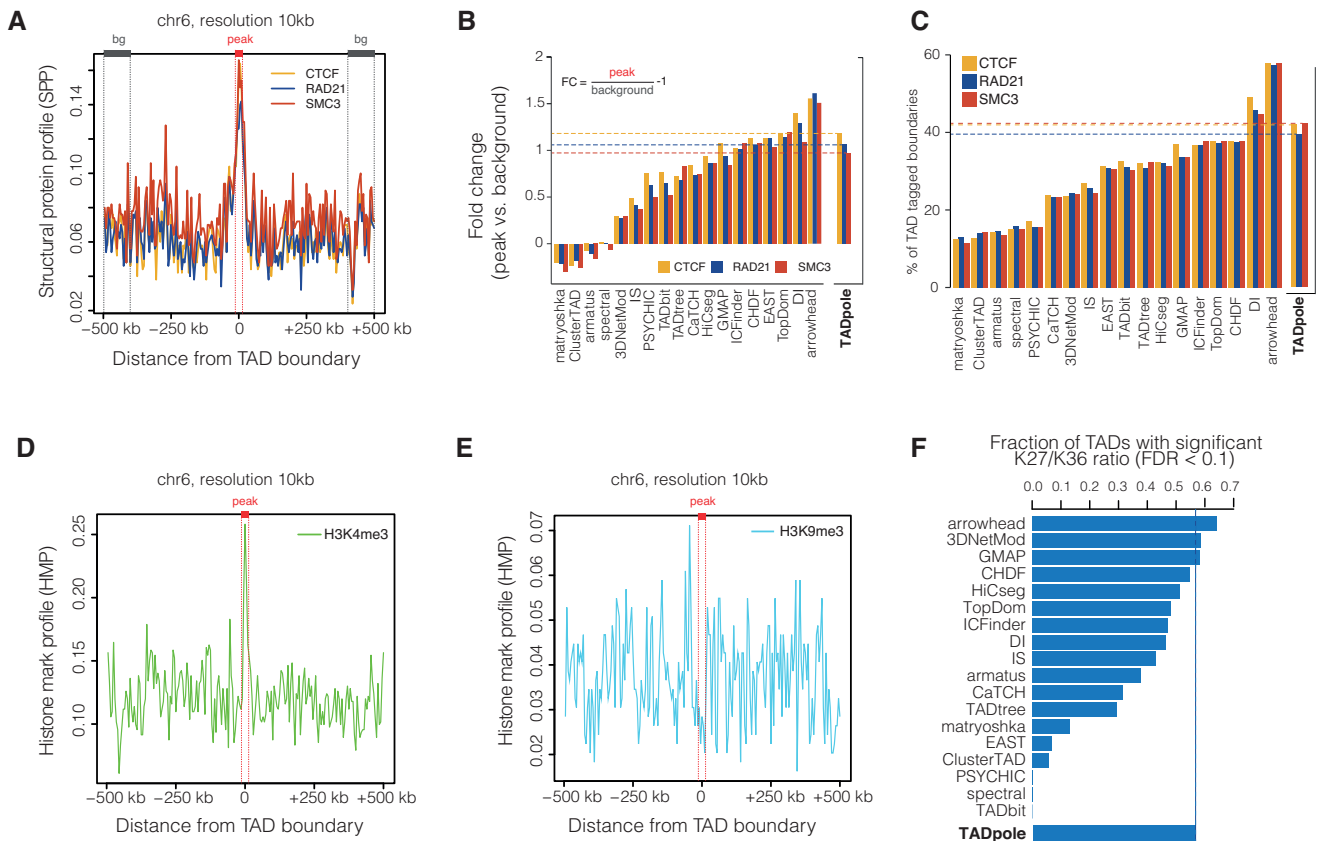 A
chr6, resolution 10kb
bg
peak
bg
CTCF
RAD21
SMC3
Structural protein profile (SPP)
0.02
0.06
0.10
0.14
−500 kb
−250 kb
0
+250 kb
+500 kb
Distance from TAD boundary
B
Fold change
(peak vs. background)
2
1.5
1
0.5
0
FC =
peak
background
-1
CTCF
RAD21
SMC3
matryoshka
ClusterTAD
armatus
spectral
3DNetMod
IS
PSYCHIC
TADbit
TADtree
CaTCH
HiCseg
GMAP
ICFinder
CHDF
EAST
TopDom
DI
arrowhead
TADpole
C
% of TAD tagged boundaries
60
40
20
0
CTCF
RAD21
SMC3
matryoshka
ClusterTAD
armatus
spectral
PSYCHIC
CaTCH
3DNetMod
IS
EAST
TADbit
TADtree
HiCseg
GMAP
ICFinder
TopDom
CHDF
DI
arrowhead
TADpole
D
chr6, resolution 10kb
peak
H3K4me3
Histone mark profile (HMP)
0.10
0.15
0.20
0.25
−500 kb
−250 kb
0
+250 kb
+500 kb
Distance from TAD boundary
E
chr6, resolution 10kb
peak
H3K9me3
Histone mark profile (HMP)
0.02
0.03
0.04
0.05
0.06
0.07
−500 kb
−250 kb
0
+250 kb
+500 kb
Distance from TAD boundary
F
Fraction of TADs with significant
K27/K36 ratio (FDR < 0.1)
0.0 0.1 0.2 0.3 0.4 0.5 0.6 0.7
arrowhead
3DNetMod
GMAP
CHDF
HiCseg
TopDom
ICFinder
DI
IS
armatus
CaTCH
TADtree
matryoshka
EAST
ClusterTAD
PSYCHIC
spectral
TADbit
TADpole